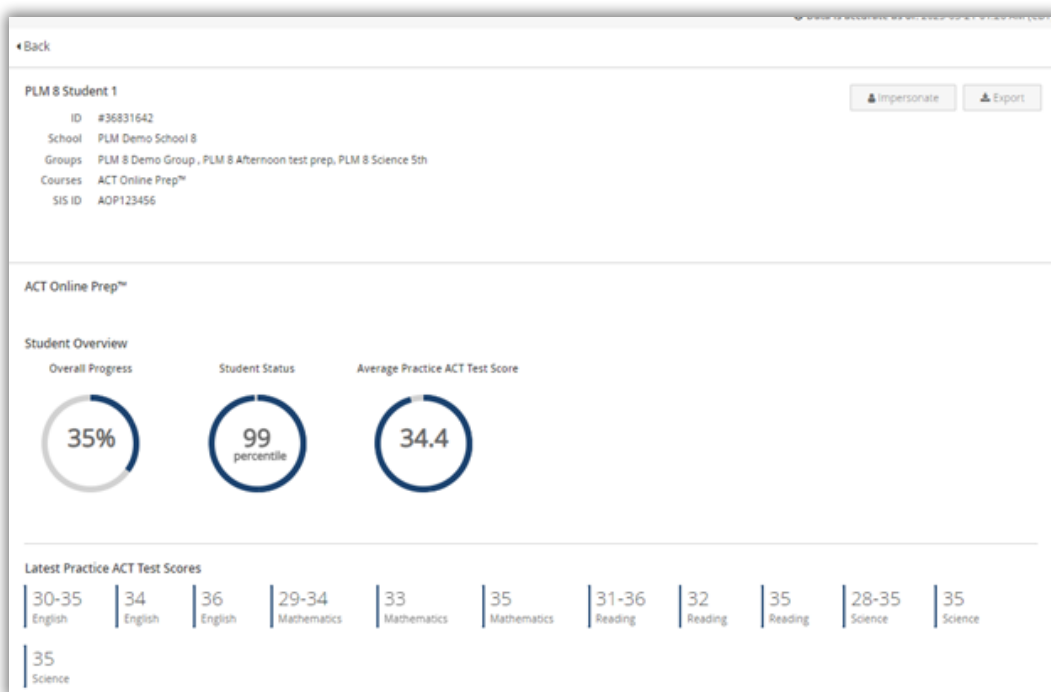 Back
PLM 8 Student 1
Impersonate Export
ID #36831642
School PLM Demo School 8
Groups PLM 8 Demo Group , PLM 8 Afternoon test prep, PLM 8 Science 5th
Courses ACT Online Prep™
SIS ID AOP123456
ACT Online Prep™
Student Overview
Overall Progress Student Status Average Practice ACT Test Score
35% 99 34.4
percentile
Latest Practice ACT Test Scores
30-35 34 36 29-34 33 35 31-36 32 35 28-35 35
English English English Mathematics Mathematics Mathematics Reading Reading Reading Science Science
35
Science